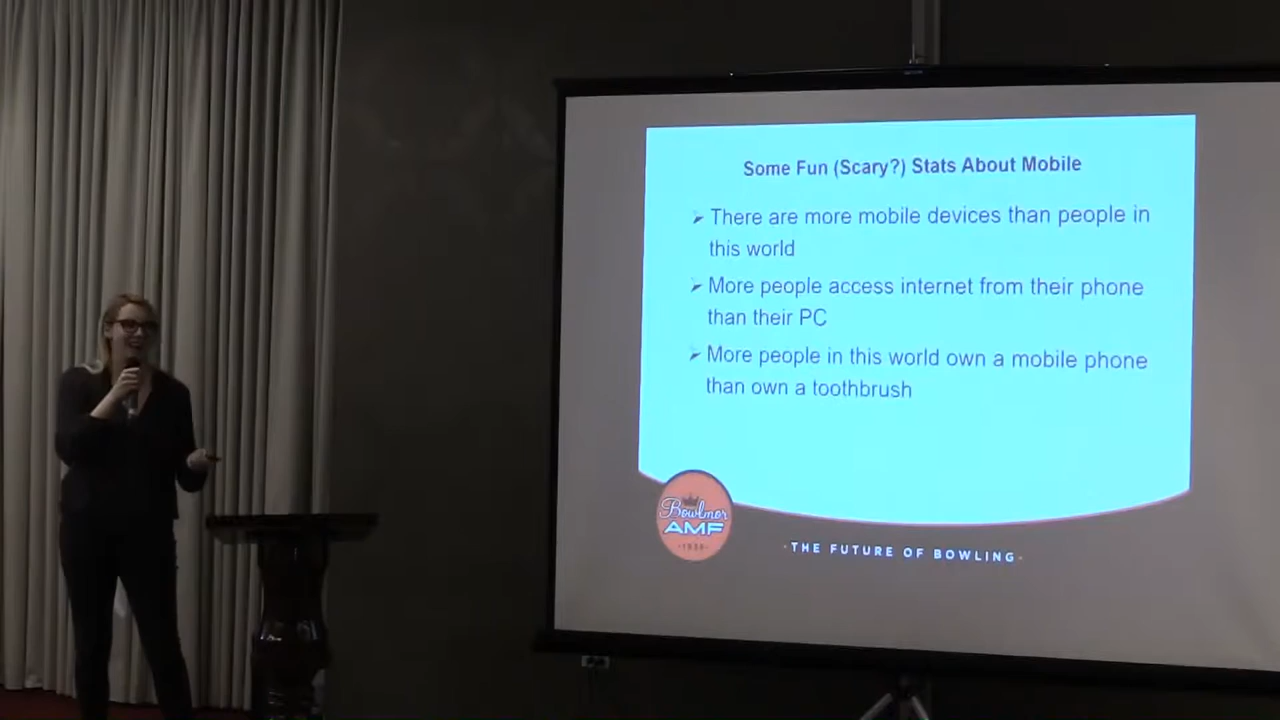 Some Fun (Scary?) Stats About Mobile
➢ There are more mobile devices than people in
this world
➢ More people access internet from their phone
than their PC
➢ More people in this world own a mobile phone
than own a toothbrush
Bowlmor
AMF
· THE FUTURE OF BOWLING ·